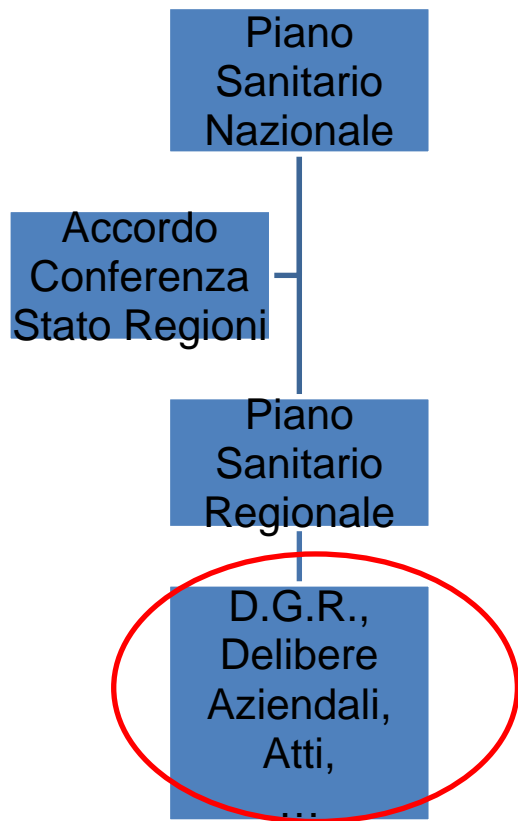 Piano
Sanitario
Nazionale
Accordo
Conferenza
Stato Regioni
Piano
Sanitario
Regionale
D.G.R.,
Delibere
Aziendali,
Atti,
…